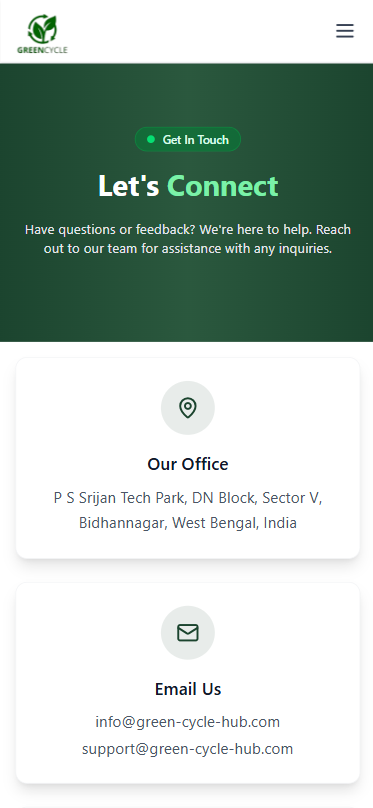 GREENCYCLE
Get In Touch
Let's Connect
Have questions or feedback? We're here to help. Reach
out to our team for assistance with any inquiries.
Our Office
P S Srijan Tech Park, DN Block, Sector V,
Bidhannagar, West Bengal, India
Email Us
info@green-cycle-hub.com
support@green-cycle-hub.com